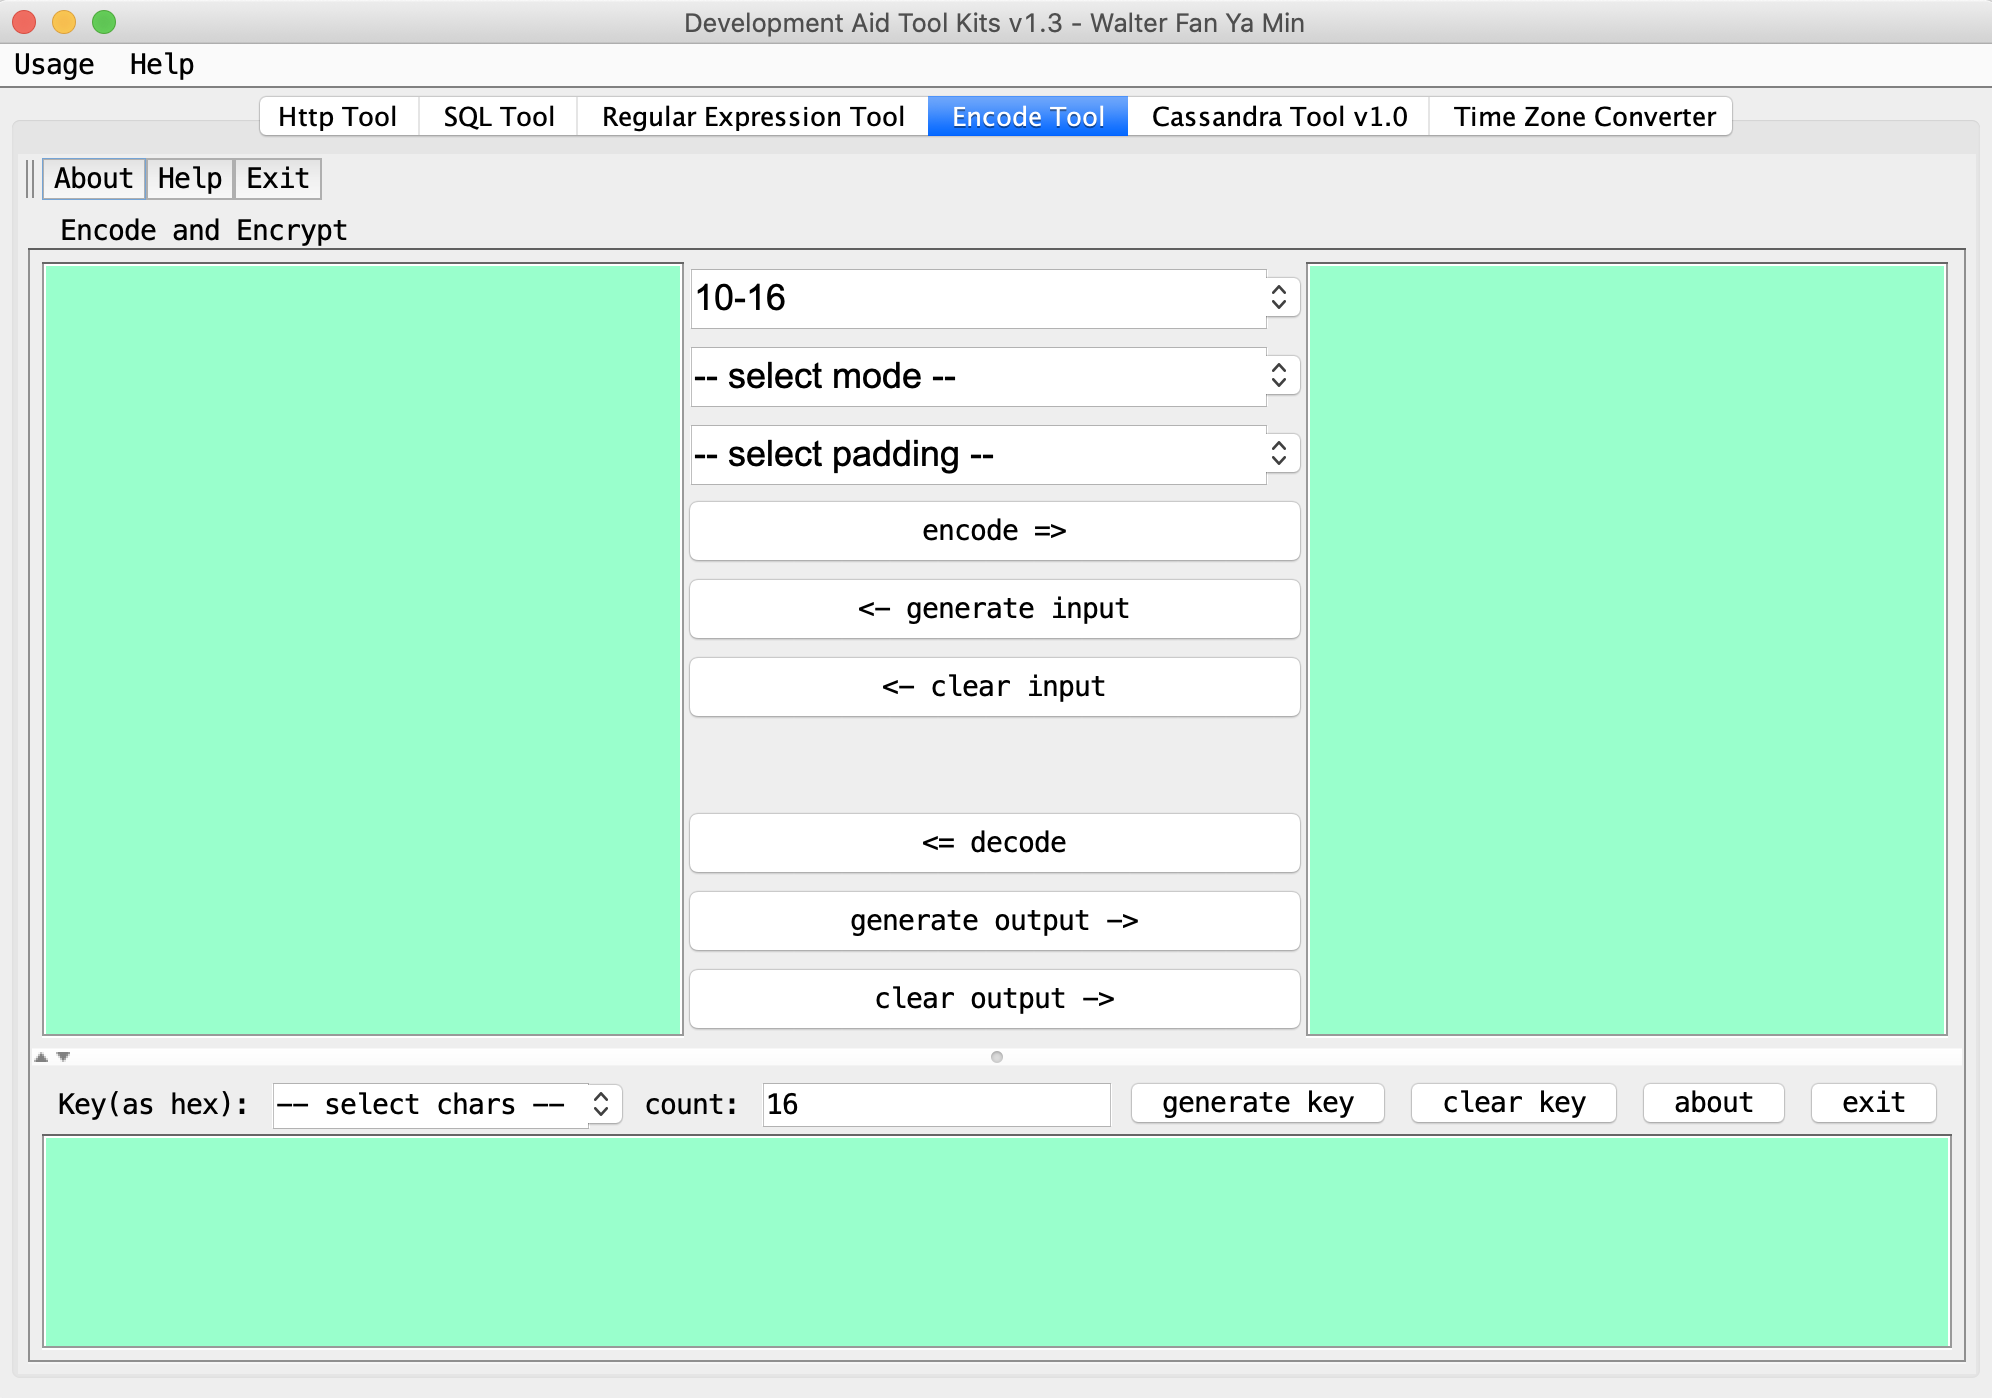 Development Aid Tool Kits v1.3 - Walter Fan Ya Min
Usage Help
Http Tool SQL Tool Regular Expression Tool Encode Tool Cassandra Tool v1.0 Time Zone Converter
About Help Exit
Encode and Encrypt
10-16
-- select mode --
-- select padding --
encode =>
<- generate input
<- clear input
<= decode
generate output ->
clear output ->
Key(as hex): -- select chars -- count: 16 generate key clear key about exit